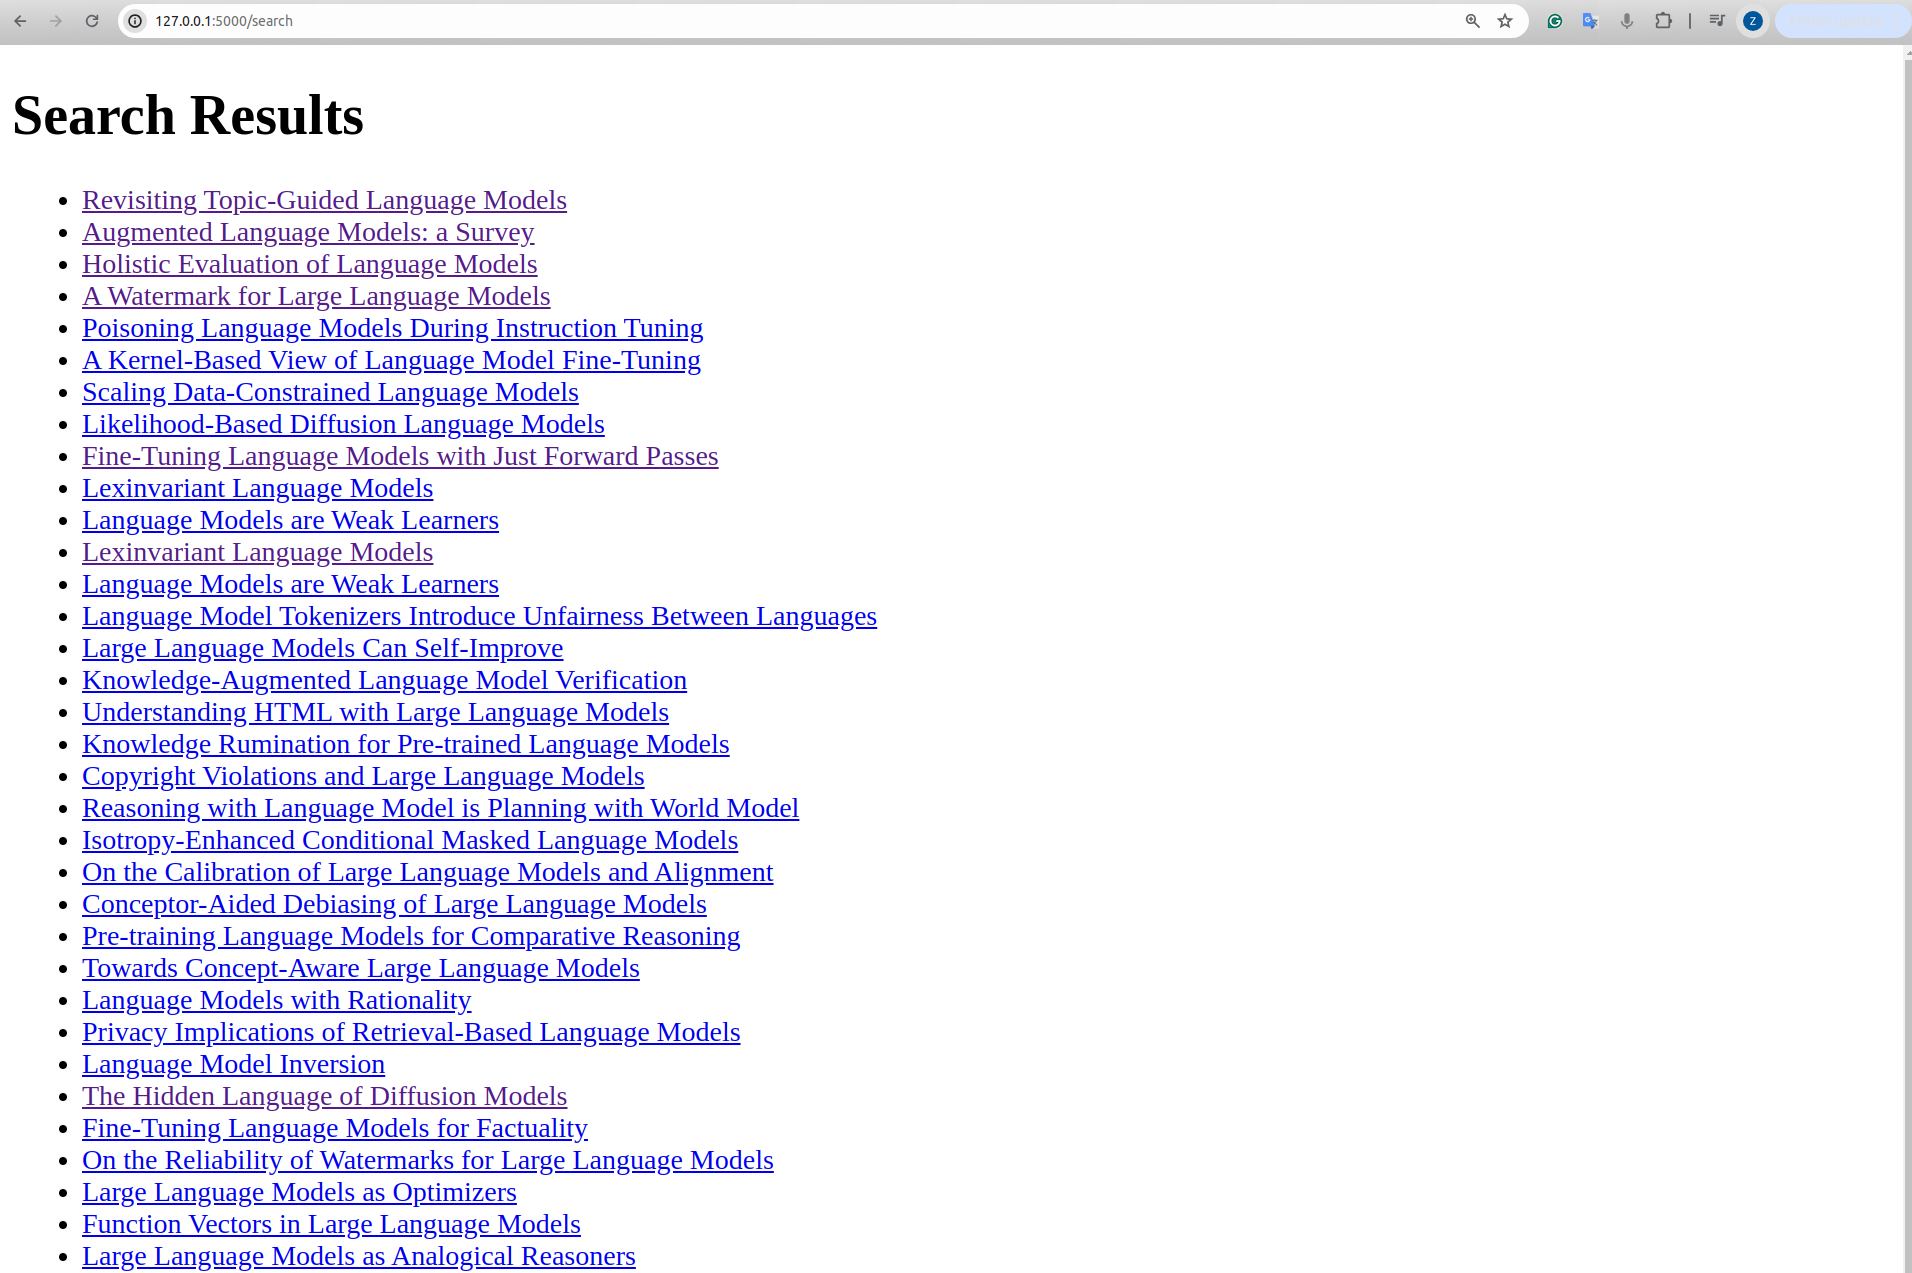 127.0.0.1:5000/search
Z
Search Results
Revisiting Topic-Guided Language Models
Augmented Language Models: a Survey
Holistic Evaluation of Language Models
A Watermark for Large Language Models
Poisoning Language Models During Instruction Tuning
A Kernel-Based View of Language Model Fine-Tuning
Scaling Data-Constrained Language Models
Likelihood-Based Diffusion Language Models
Fine-Tuning Language Models with Just Forward Passes
Lexinvariant Language Models
Language Models are Weak Learners
Lexinvariant Language Models
Language Models are Weak Learners
Language Model Tokenizers Introduce Unfairness Between Languages
Large Language Models Can Self-Improve
Knowledge-Augmented Language Model Verification
Understanding HTML with Large Language Models
Knowledge Rumination for Pre-trained Language Models
Copyright Violations and Large Language Models
Reasoning with Language Model is Planning with World Model
Isotropy-Enhanced Conditional Masked Language Models
On the Calibration of Large Language Models and Alignment
Conceptor-Aided Debiasing of Large Language Models
Pre-training Language Models for Comparative Reasoning
Towards Concept-Aware Large Language Models
Language Models with Rationality
Privacy Implications of Retrieval-Based Language Models
Language Model Inversion
The Hidden Language of Diffusion Models
Fine-Tuning Language Models for Factuality
On the Reliability of Watermarks for Large Language Models
Large Language Models as Optimizers
Function Vectors in Large Language Models
Large Language Models as Analogical Reasoners